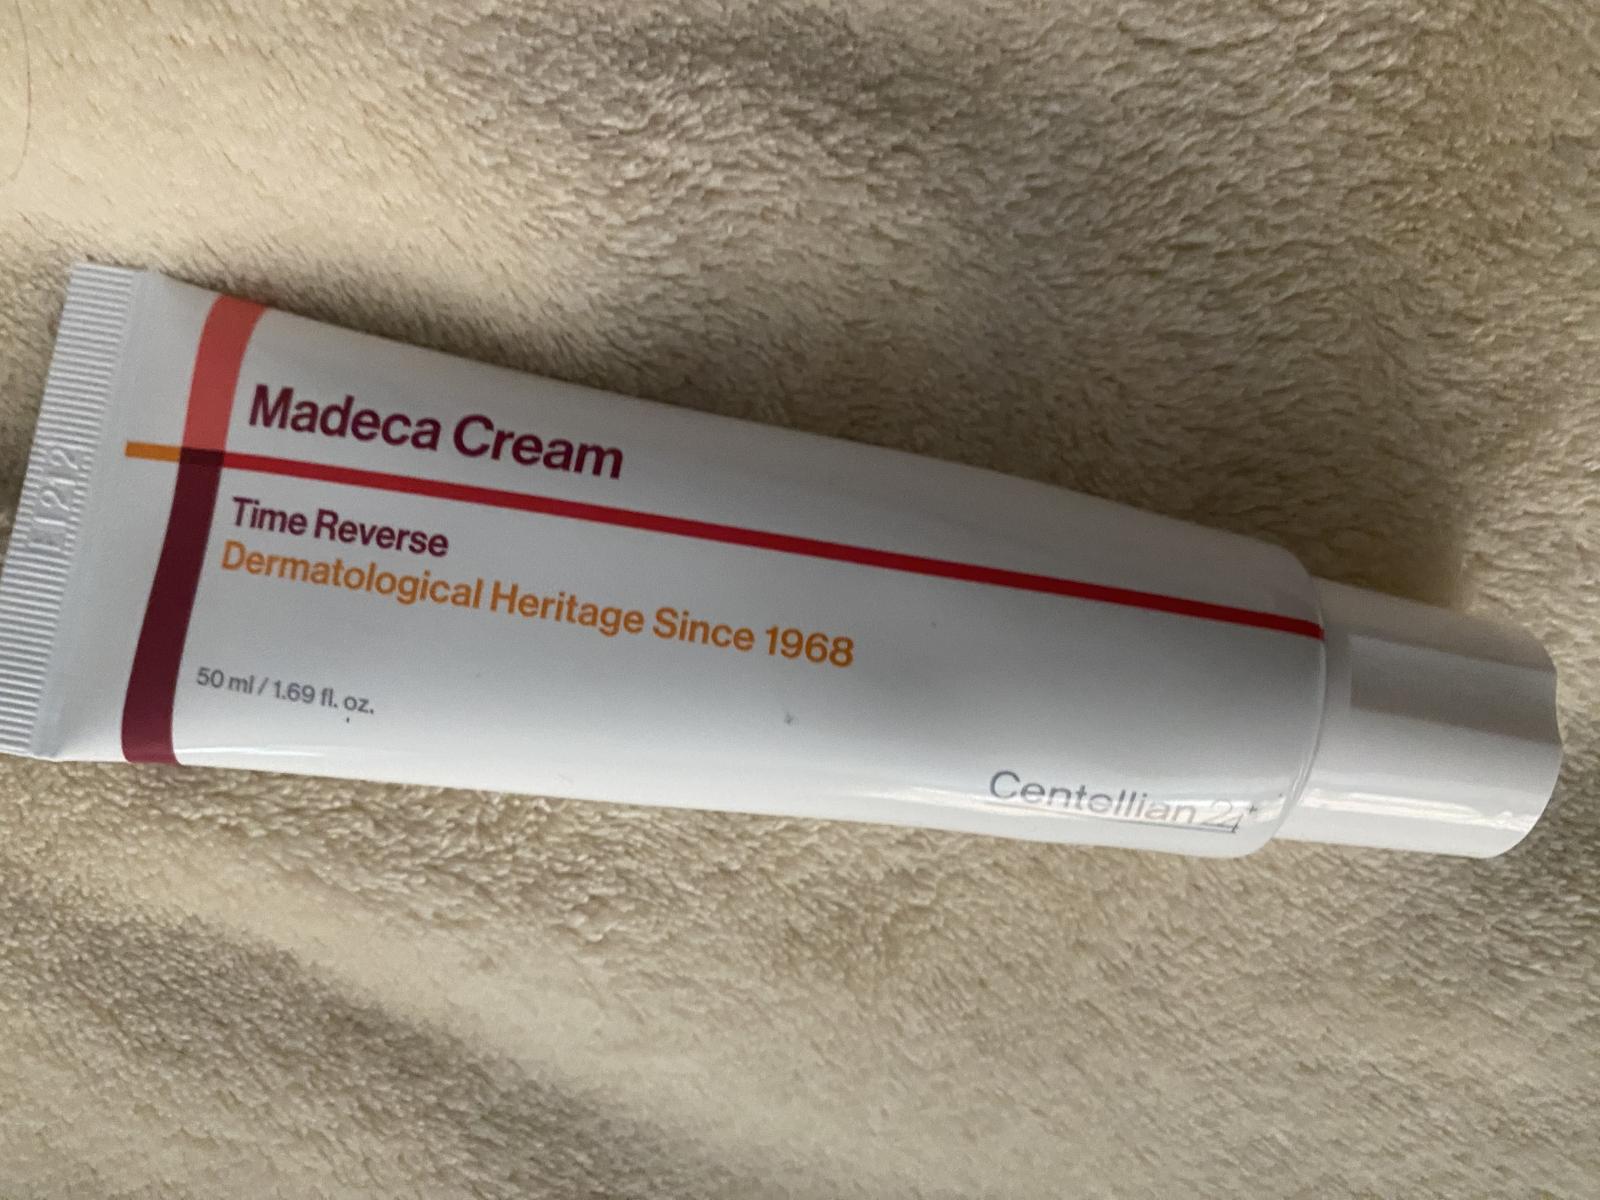 Madeca Cream
Time Reverse
Dermatological Heritage Since 1968
50 ml / 1.69 fl. oz.
Centellian 24+